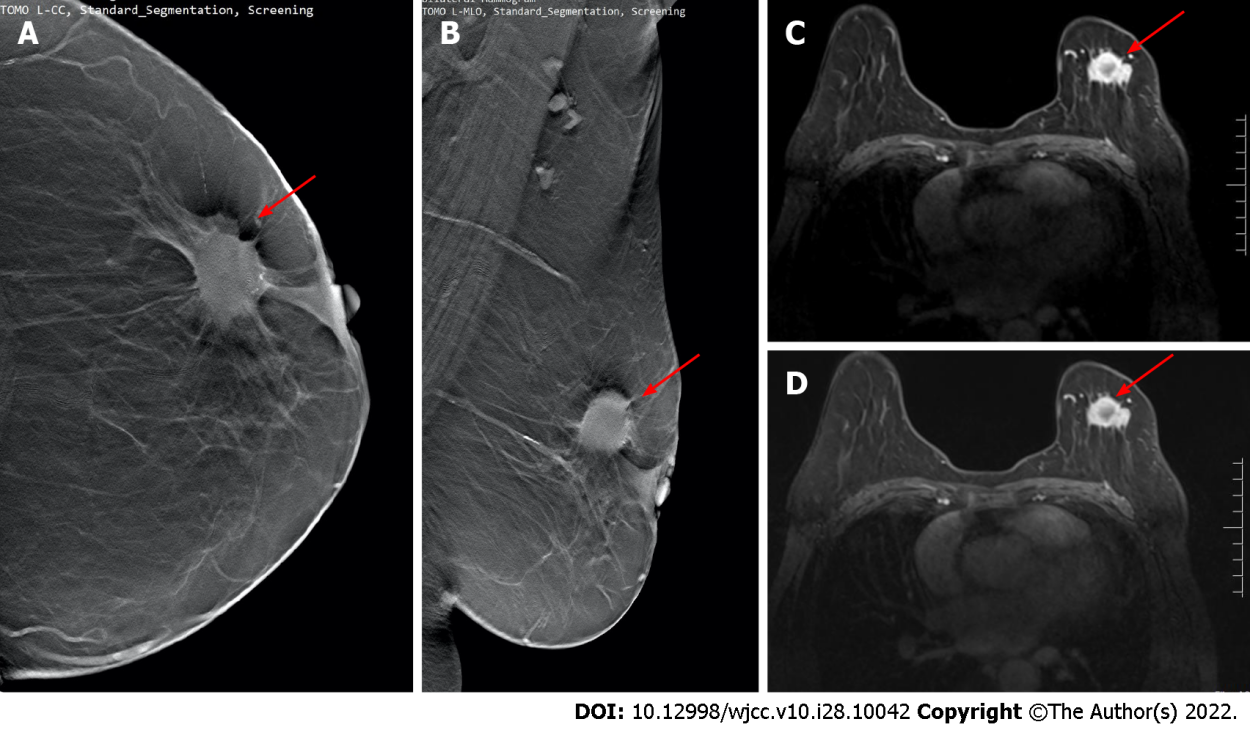 TOMO L-CC, Standard_Segmentation, Screening
A
TOMO L-MLO, Standard_Segmentation, Screening
B
C
D
DOI: 10.12998/wjcc.v10.i28.10042 Copyright ©The Author(s) 2022.